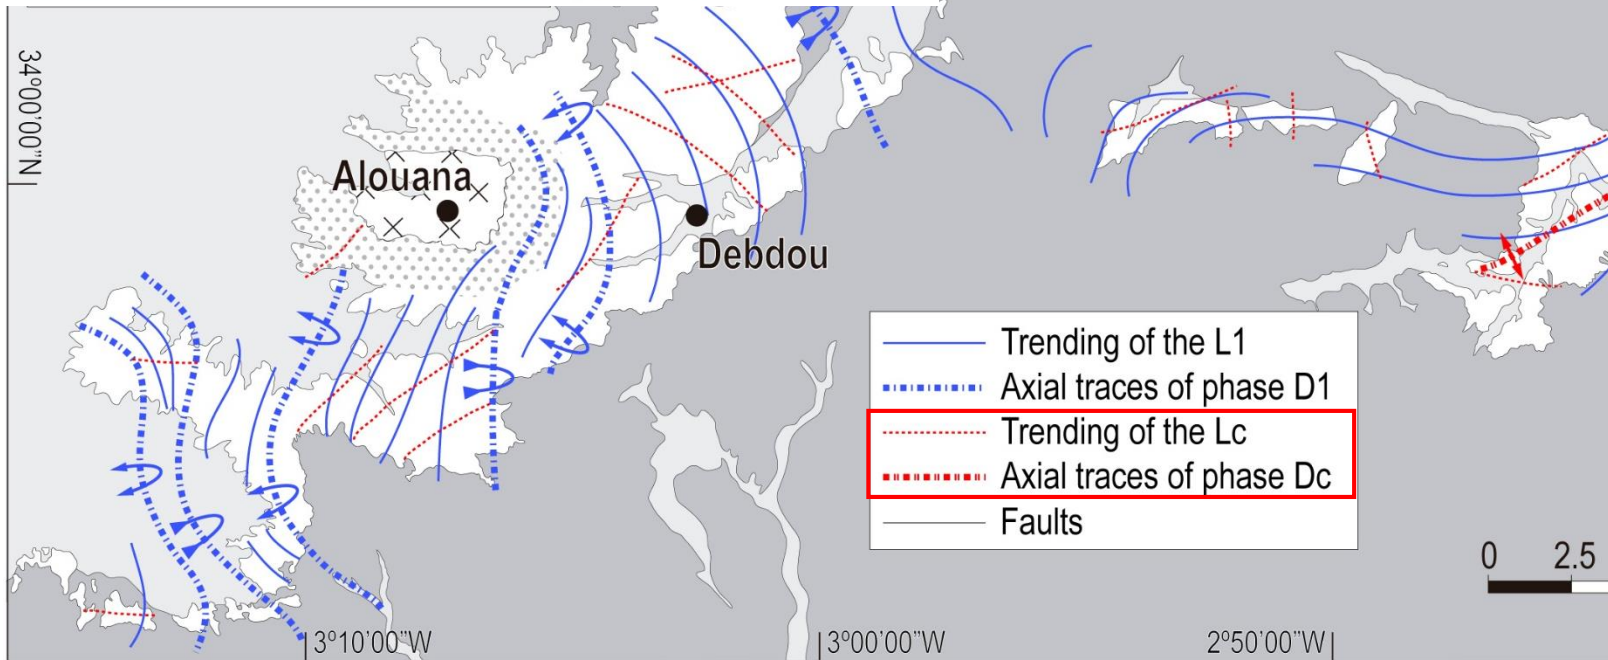 34°00'00"N
Alouana
Debdou
Trending of the L1
Axial traces of phase D1
Trending of the Lc
Axial traces of phase Dc
Faults
0 2.5
3°10'00"W
3°00'00"W
2°50'00"W